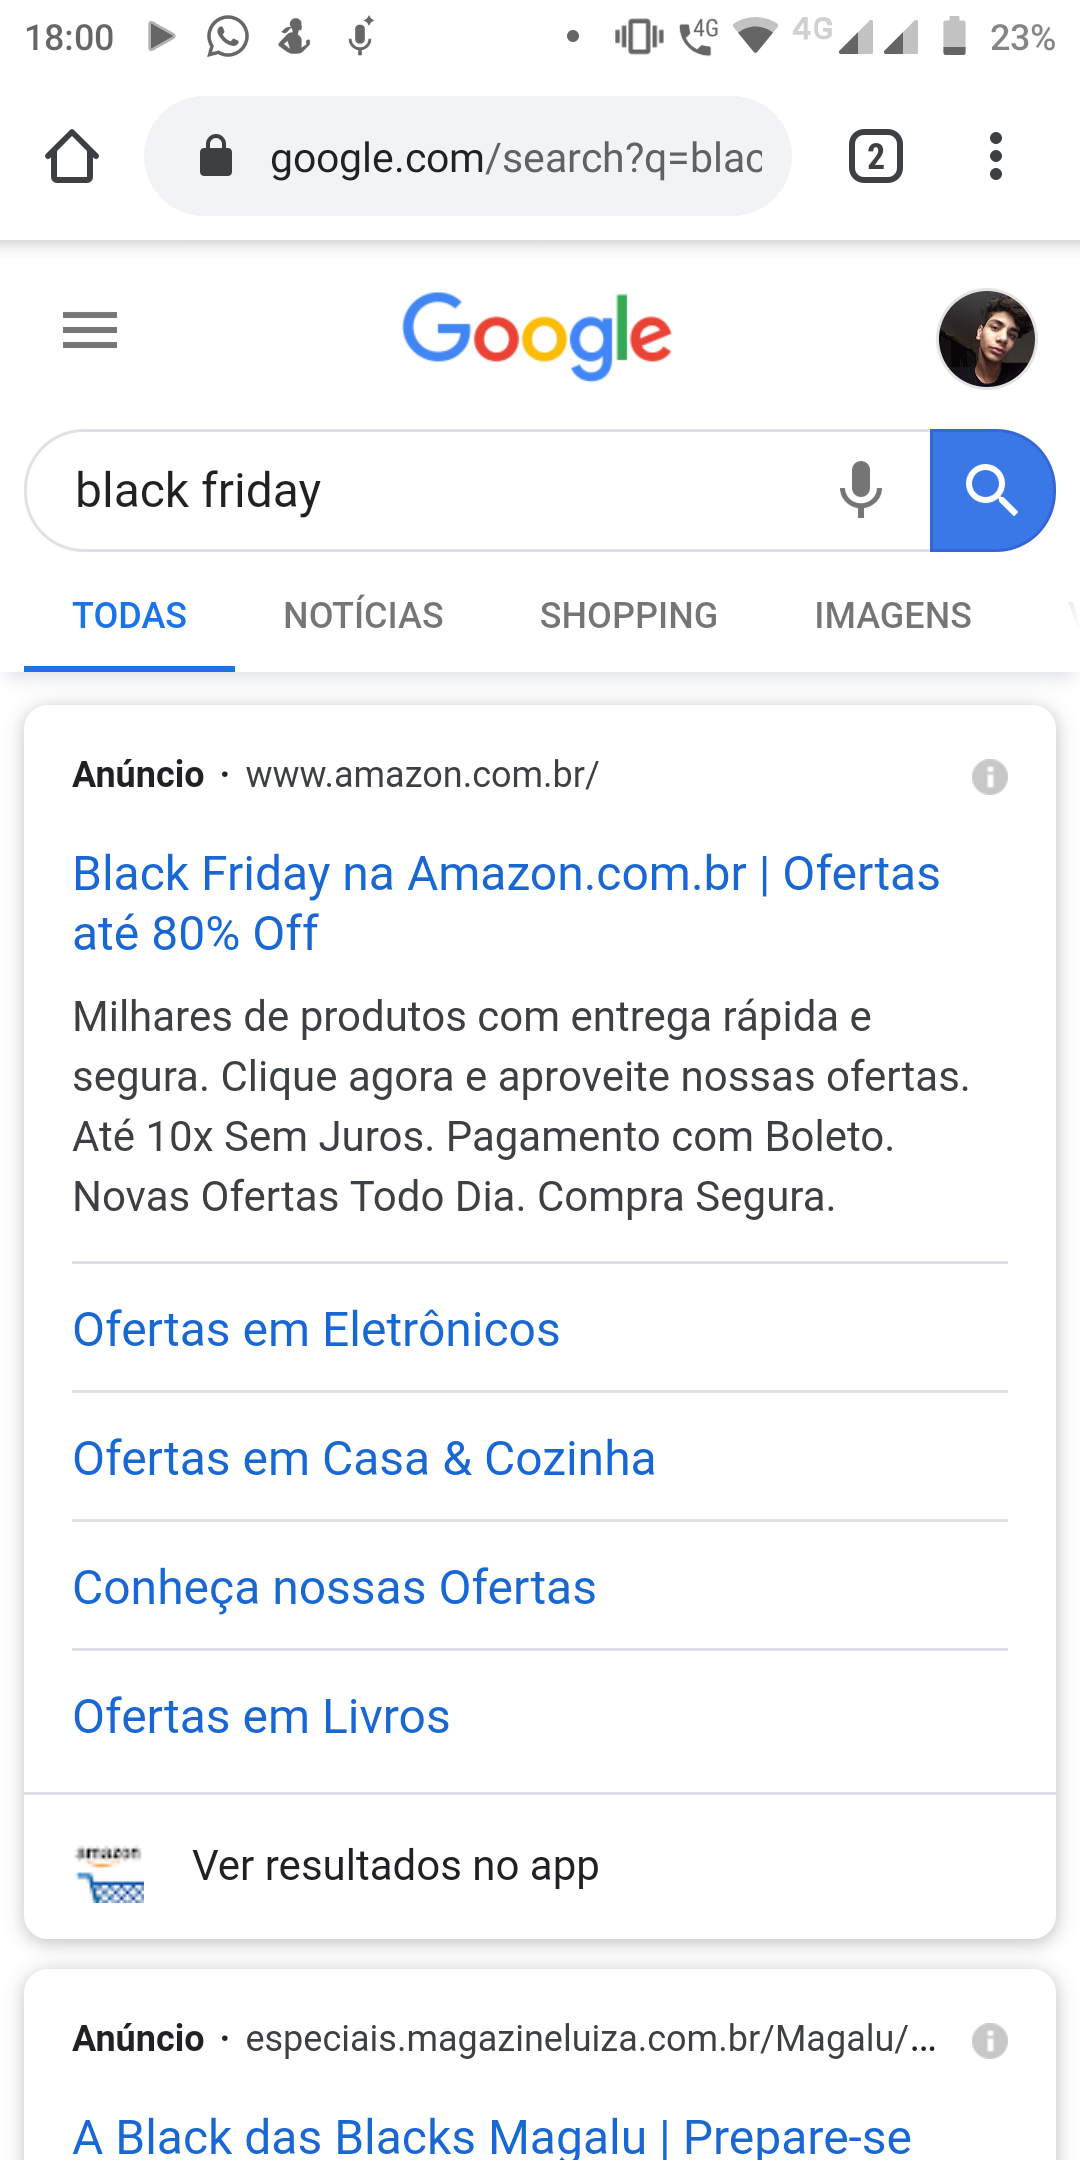 18:00
4G
4G
23%
google.com/search?q=blac
2
Google
black friday
TODAS
NOTÍCIAS
SHOPPING
IMAGENS
Anúncio · www.amazon.com.br/
Black Friday na Amazon.com.br | Ofertas
até 80% Off
Milhares de produtos com entrega rápida e
segura. Clique agora e aproveite nossas ofertas.
Até 10x Sem Juros. Pagamento com Boleto.
Novas Ofertas Todo Dia. Compra Segura.
Ofertas em Eletrônicos
Ofertas em Casa & Cozinha
Conheça nossas Ofertas
Ofertas em Livros
amazon
Ver resultados no app
Anúncio · especiais.magazineluiza.com.br/Magalu/...
A Black das Blacks Magalu | Prepare-se